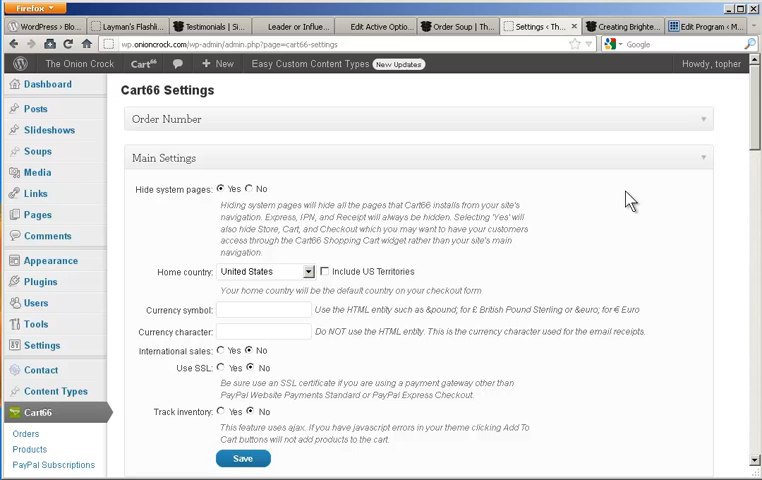 Firefox
WordPress › Blo...
Layman's Flashli...
Testimonials | Si...
Leader or Influe...
Edit Active Option...
Order Soup | Th...
Settings ‹ Th...
Creating Brighte...
Edit Program ‹ M...
wp.onioncrock.com/wp-admin/admin.php?page=cart66-settings
Google
The Onion Crock
Cart66
New
Easy Custom Content Types
New Updates
Howdy, topher
Dashboard
Posts
Slideshows
Soups
Media
Links
Pages
Comments
Appearance
Plugins
Users
Tools
Settings
Contact
Content Types
Cart66
Orders
Products
PayPal Subscriptions
Cart66 Settings
Order Number
Main Settings
Hide system pages: Yes No
Hiding system pages will hide all the pages that Cart66 installs from your site's
navigation. Express, IPN, and Receipt will always be hidden. Selecting 'Yes' will
also hide Store, Cart, and Checkout which you may want to have your customers
access through the Cart66 Shopping Cart widget rather than your site's main
navigation.
Home country: United States Include US Territories
Your home country will be the default country on your checkout form
Currency symbol: Use the HTML entity such as &pound; for £ British Pound Sterling or &euro; for € Euro
Currency character: Do NOT use the HTML entity. This is the currency character used for the email receipts.
International sales: Yes No
Use SSL: Yes No
Be sure use an SSL certificate if you are using a payment gateway other than
PayPal Website Payments Standard or PayPal Express Checkout.
Track inventory: Yes No
This feature uses ajax. If you have javascript errors in your theme clicking Add To
Cart buttons will not add products to the cart.
Save